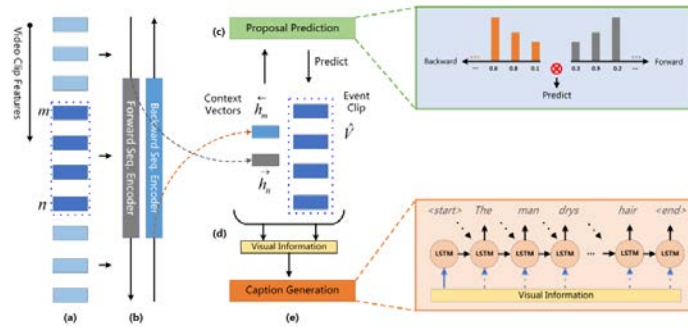 Video Clip Features
m
n
(a)
Forward Seq. Encoder
Backward Seq. Encoder
(b)
(c)
Proposal Prediction
Predict
Context
Vectors
h_m
h_n
Event
Clip
V̂
(d)
Visual Information
Caption Generation
(e)
Backward
...
0.6
0.8
0.1
0.3
0.9
0.2
...
Forward
Predict
<start> The man drys hair <end>
LSTM LSTM LSTM LSTM ... LSTM LSTM
Visual Information